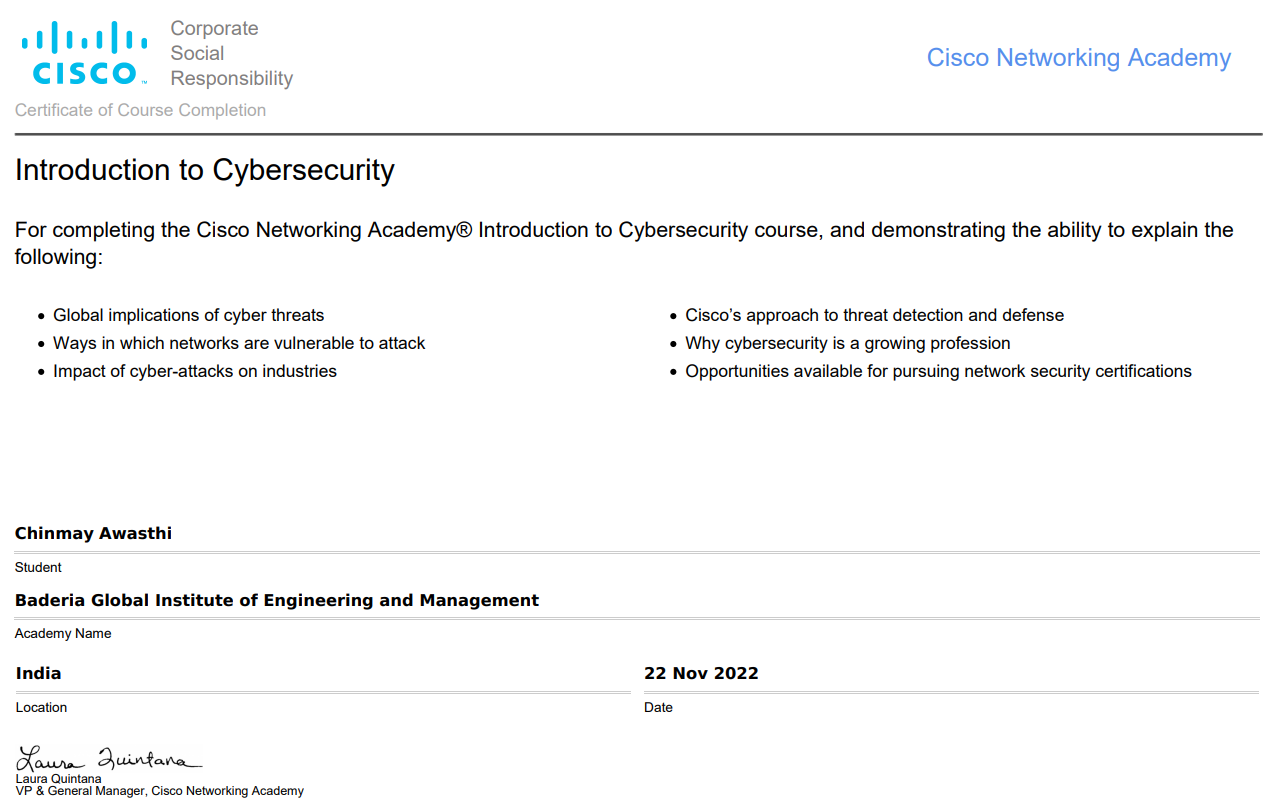 CISCO™
Corporate
Social
Responsibility
Cisco Networking Academy
Certificate of Course Completion
Introduction to Cybersecurity
For completing the Cisco Networking Academy® Introduction to Cybersecurity course, and demonstrating the ability to explain the
following:
• Global implications of cyber threats
• Ways in which networks are vulnerable to attack
• Impact of cyber-attacks on industries
• Cisco’s approach to threat detection and defense
• Why cybersecurity is a growing profession
• Opportunities available for pursuing network security certifications
Chinmay Awasthi
Student
Baderia Global Institute of Engineering and Management
Academy Name
India
Location
22 Nov 2022
Date
Laura Quintana
Laura Quintana
VP & General Manager, Cisco Networking Academy